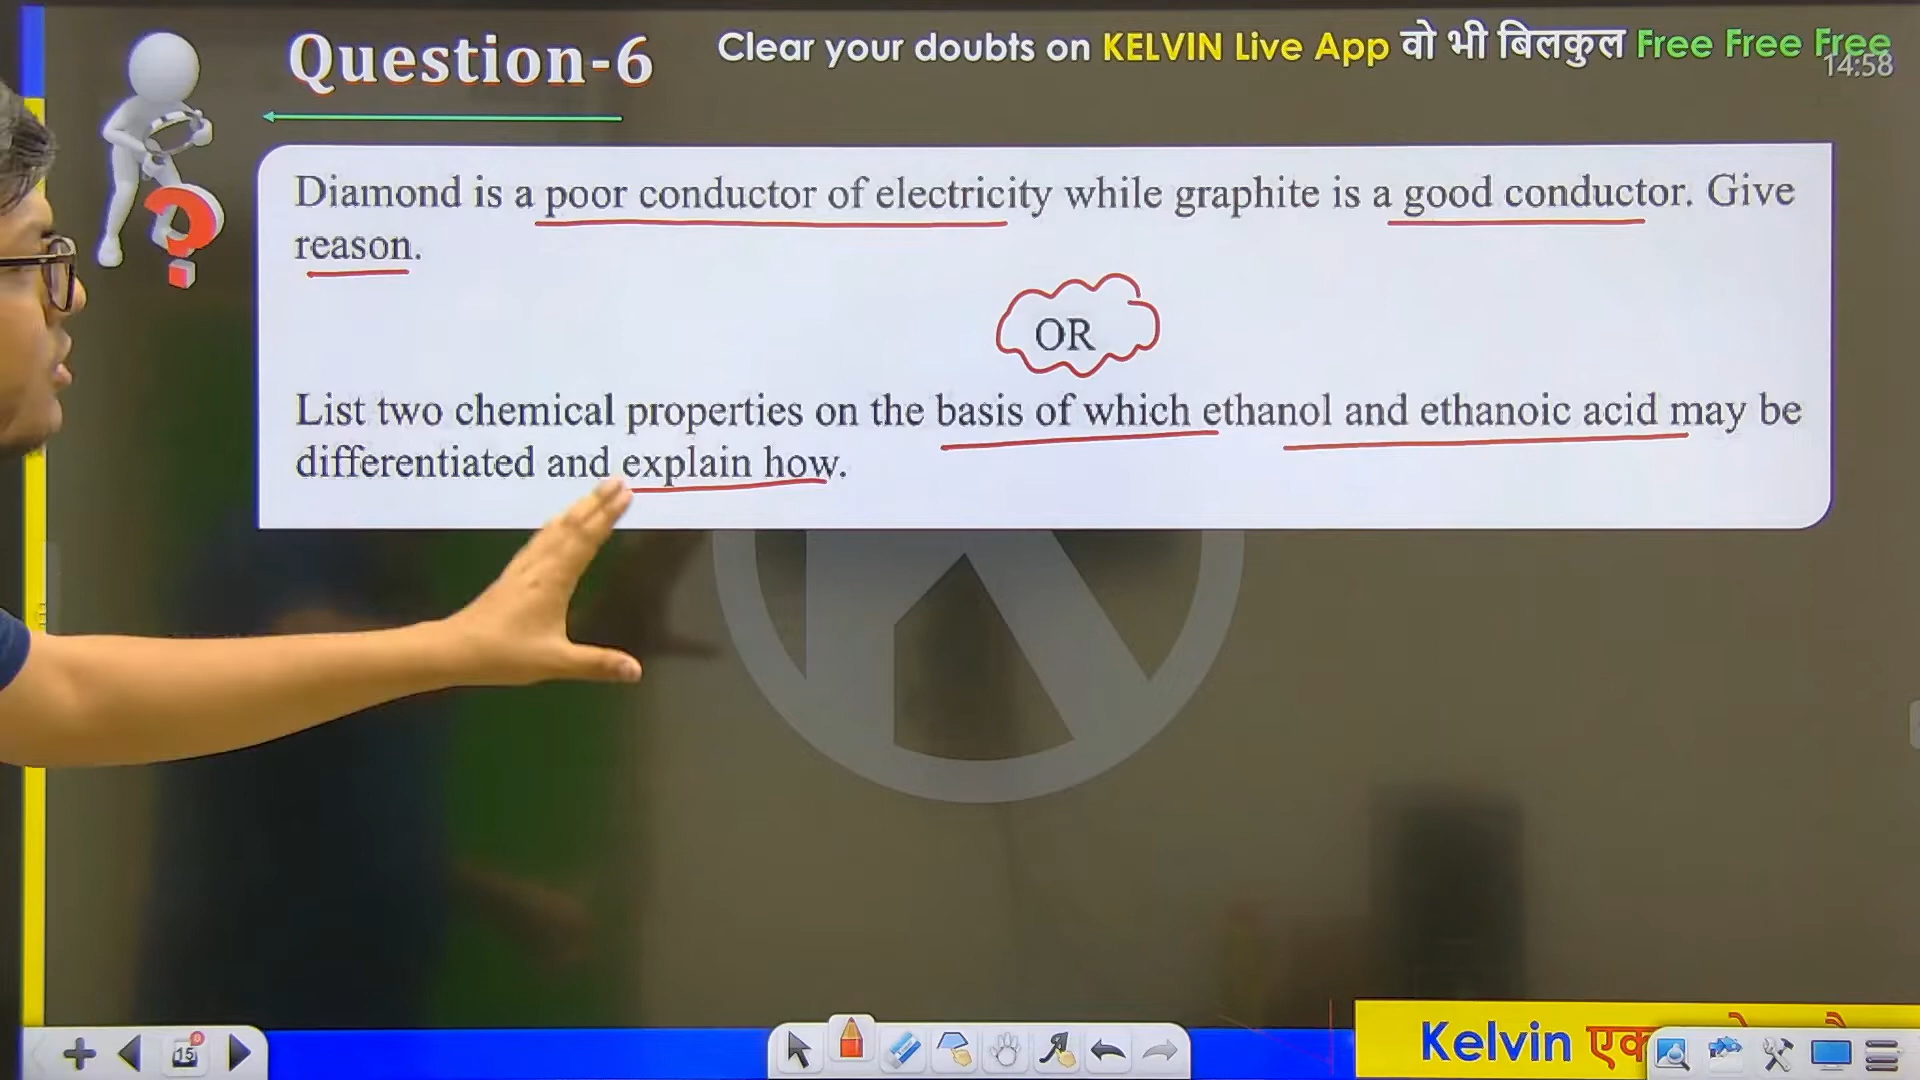 Question-6
Clear your doubts on KELVIN Live App वो भी बिलकुल Free Free Free
14:58
Diamond is a poor conductor of electricity while graphite is a good conductor. Give
reason.
OR
List two chemical properties on the basis of which ethanol and ethanoic acid may be
differentiated and explain how.
15
Kelvin